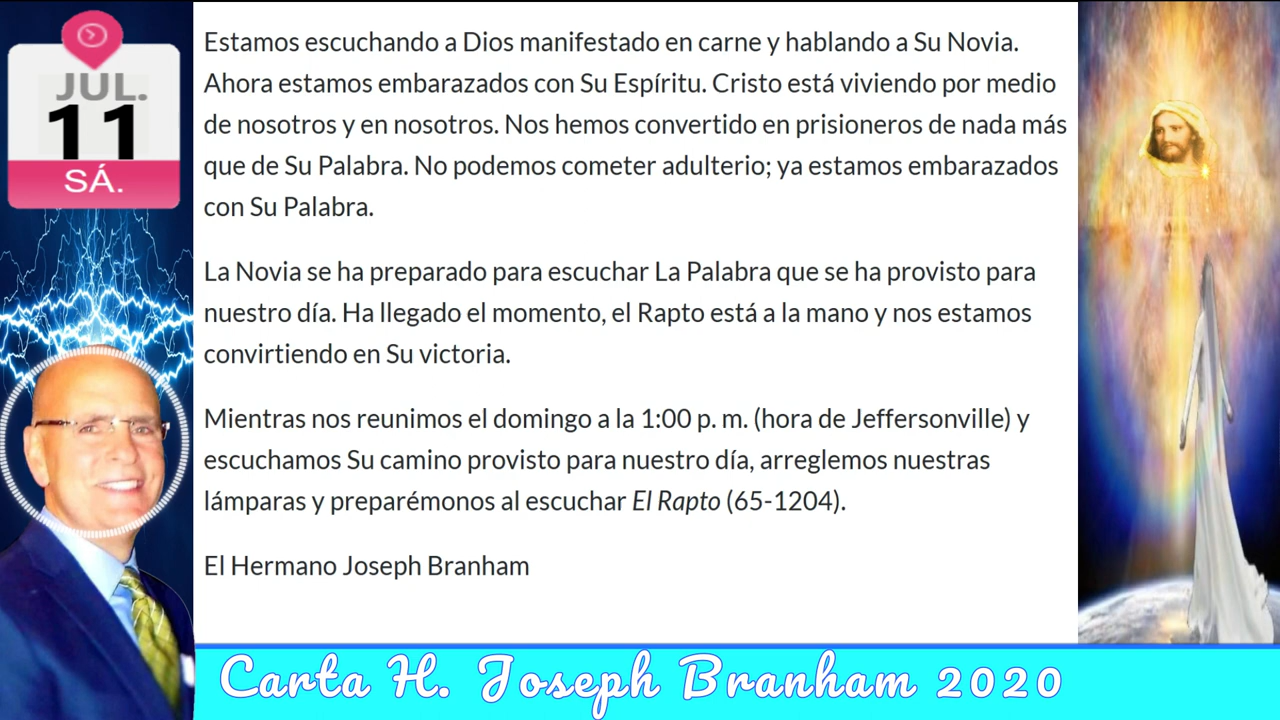 JUL.
11
SÁ.
Estamos escuchando a Dios manifestado en carne y hablando a Su Novia.
Ahora estamos embarazados con Su Espíritu. Cristo está viviendo por medio
de nosotros y en nosotros. Nos hemos convertido en prisioneros de nada más
que de Su Palabra. No podemos cometer adulterio; ya estamos embarazados
con Su Palabra.
La Novia se ha preparado para escuchar La Palabra que se ha provisto para
nuestro día. Ha llegado el momento, el Rapto está a la mano y nos estamos
convirtiendo en Su victoria.
Mientras nos reunimos el domingo a la 1:00 p. m. (hora de Jeffersonville) y
escuchamos Su camino provisto para nuestro día, arreglemos nuestras
lámparas y preparémonos al escuchar El Rapto (65-1204).
El Hermano Joseph Branham
Carta H. Joseph Branham 2020